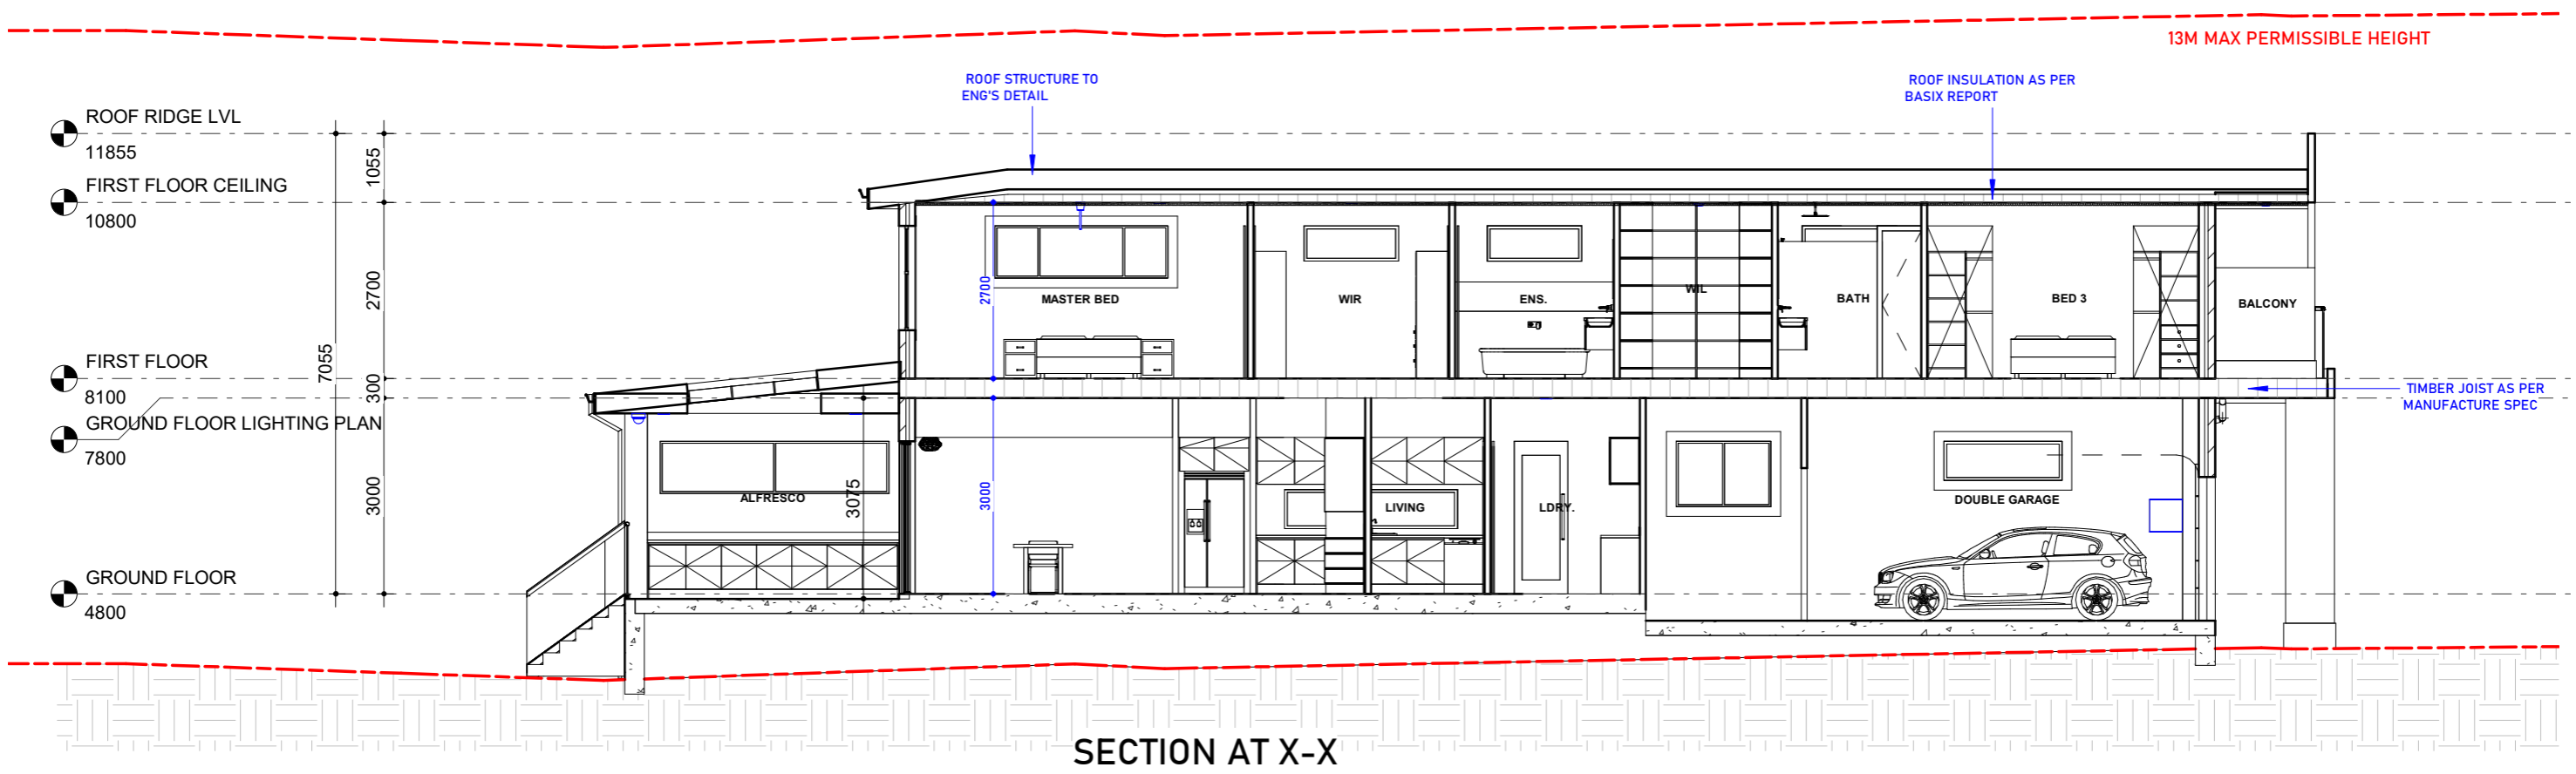 13M MAX PERMISSIBLE HEIGHT
ROOF STRUCTURE TO
ENG'S DETAIL
ROOF INSULATION AS PER
BASIX REPORT
ROOF RIDGE LVL
11855
1055
FIRST FLOOR CEILING
10800
2700
2700
MASTER BED
WIR
ENS.
WIL
BATH
BED 3
BALCONY
FIRST FLOOR
8100
7055
300
TIMBER JOIST AS PER
MANUFACTURE SPEC
GROUND FLOOR LIGHTING PLAN
7800
3000
3075
3000
ALFRESCO
LIVING
LDRY.
DOUBLE GARAGE
GROUND FLOOR
4800
SECTION AT X-X